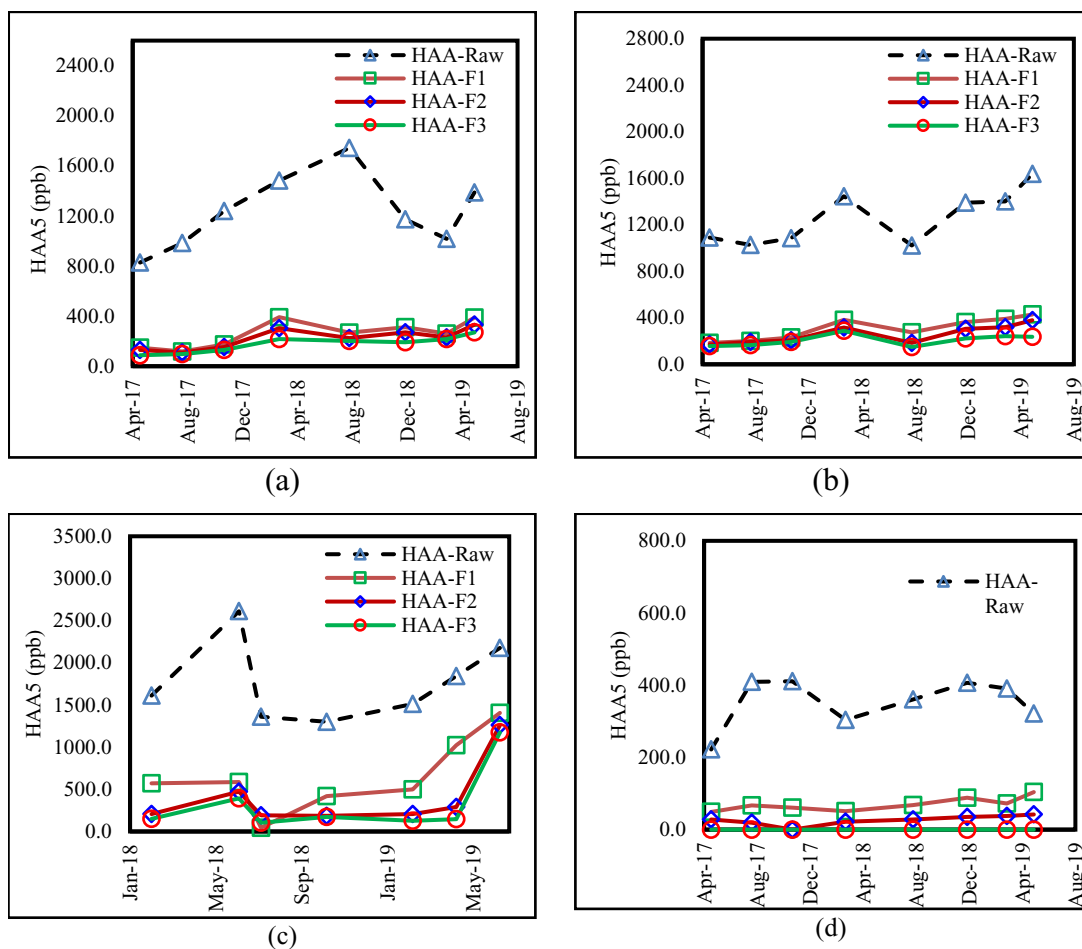 2400.0
2000.0
1600.0
1200.0
800.0
400.0
0.0
HAA5 (ppb)
HAA-Raw
HAA-F1
HAA-F2
HAA-F3
Apr-17
Aug-17
Dec-17
Apr-18
Aug-18
Dec-18
Apr-19
Aug-19
(a)
2800.0
2400.0
2000.0
1600.0
1200.0
800.0
400.0
0.0
HAA5 (ppb)
HAA-Raw
HAA-F1
HAA-F2
HAA-F3
Apr-17
Aug-17
Dec-17
Apr-18
Aug-18
Dec-18
Apr-19
Aug-19
(b)
3500.0
3000.0
2500.0
2000.0
1500.0
1000.0
500.0
0.0
HAA5 (ppb)
HAA-Raw
HAA-F1
HAA-F2
HAA-F3
Jan-18
May-18
Sep-18
Jan-19
May-19
(c)
800.0
600.0
400.0
200.0
0.0
HAA5 (ppb)
HAA-
Raw
Apr-17
Aug-17
Dec-17
Apr-18
Aug-18
Dec-18
Apr-19
Aug-19
(d)